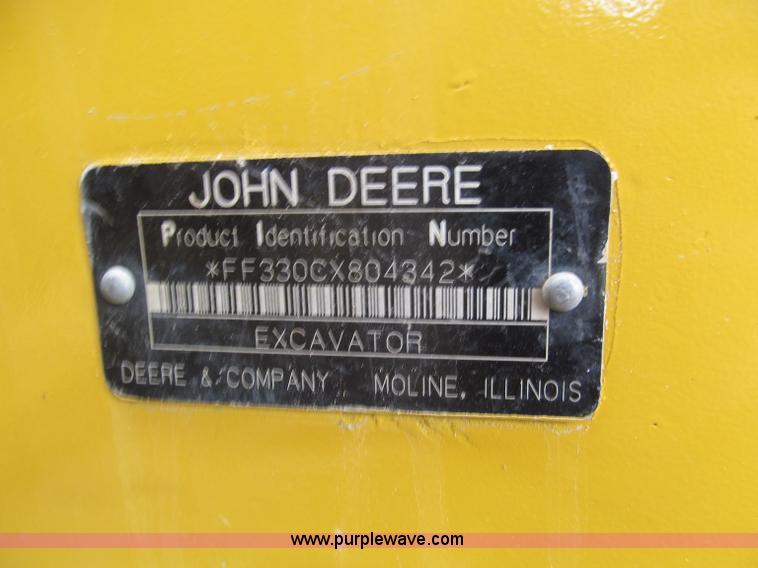 JOHN DEERE
Product Identification Number
*FF330CX804342*
EXCAVATOR
DEERE & COMPANY MOLINE, ILLINOIS
www.purplewave.com